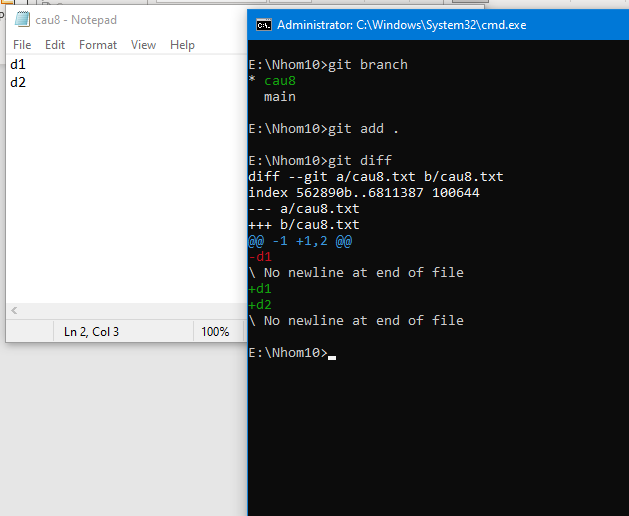 cau8 - Notepad
File Edit Format View Help
d1
d2
Ln 2, Col 3 100%
Administrator: C:\Windows\System32\cmd.exe
E:\Nhom10>git branch
* cau8
  main
E:\Nhom10>git add .
E:\Nhom10>git diff
diff --git a/cau8.txt b/cau8.txt
index 562890b..6811387 100644
--- a/cau8.txt
+++ b/cau8.txt
@@ -1 +1,2 @@
-d1
\ No newline at end of file
+d1
+d2
\ No newline at end of file
E:\Nhom10>